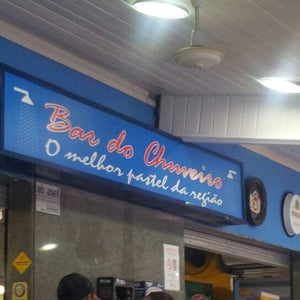 Bar do Chuveiro
O melhor pastel da região